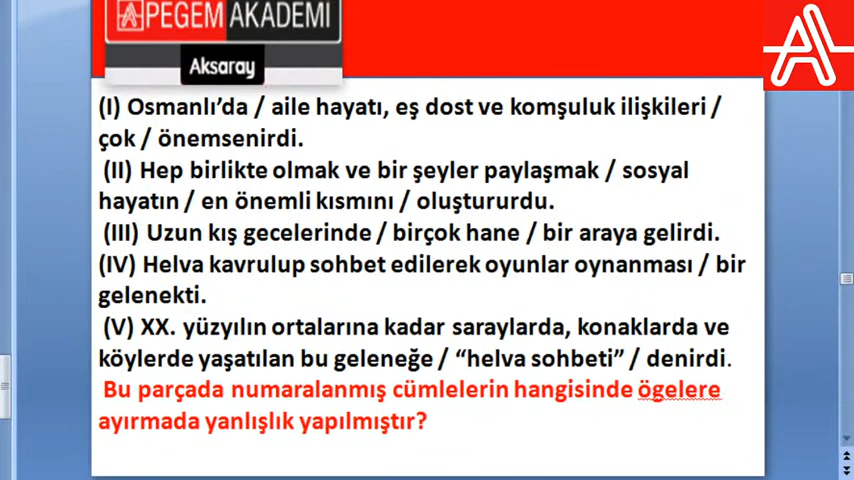 PEGEM AKADEMİ
Aksaray
(I) Osmanlı’da / aile hayatı, eş dost ve komşuluk ilişkileri /
çok / önemsenirdi.
(II) Hep birlikte olmak ve bir şeyler paylaşmak / sosyal
hayatın / en önemli kısmını / oluştururdu.
(III) Uzun kış gecelerinde / birçok hane / bir araya gelirdi.
(IV) Helva kavrulup sohbet edilerek oyunlar oynanması / bir
gelenekti.
(V) XX. yüzyılın ortalarına kadar saraylarda, konaklarda ve
köylerde yaşatılan bu geleneğe / “helva sohbeti” / denirdi.
Bu parçada numaralanmış cümlelerin hangisinde ögelere
ayırmada yanlışlık yapılmıştır?